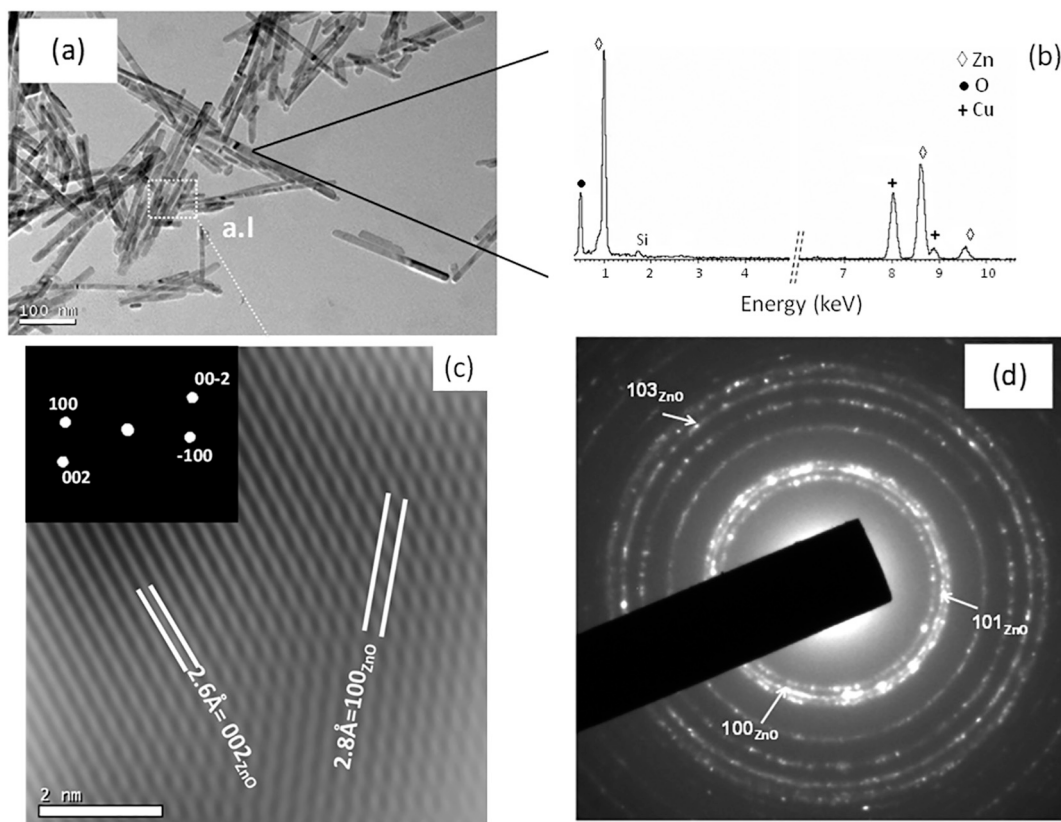 (a)
a.I
100 nm
(b)
◊ Zn
● O
+ Cu
Si
1 2 3 4 7 8 9 10
Energy (keV)
(c)
00-2
100
-100
002
2.6Å=002ZnO
2.8Å=100ZnO
2 nm
(d)
103ZnO
101ZnO
100ZnO